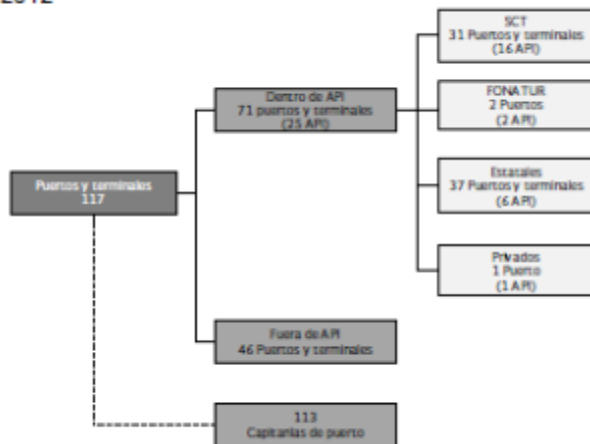 SCT
31 Puertos y terminales
(16 API)
Dentro de API
71 puertos y terminales
(25 API)
FONATUR
2 Puertos
(2 API)
Puertos y terminales
117
Estatales
37 Puertos y terminales
(6 API)
Privados
1 Puerto
(1 API)
Fuera de API
46 Puertos y terminales
113
Capitanías de puerto